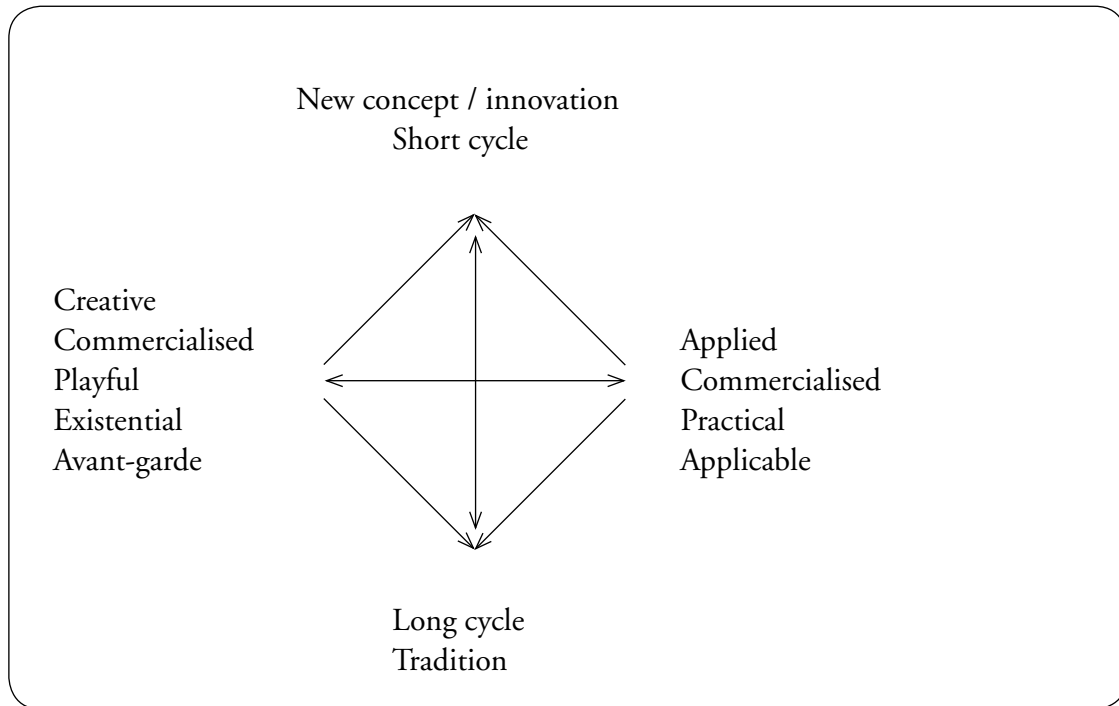 New concept / innovation
Short cycle
Creative
Commercialised
Playful
Existential
Avant-garde
Applied
Commercialised
Practical
Applicable
Long cycle
Tradition